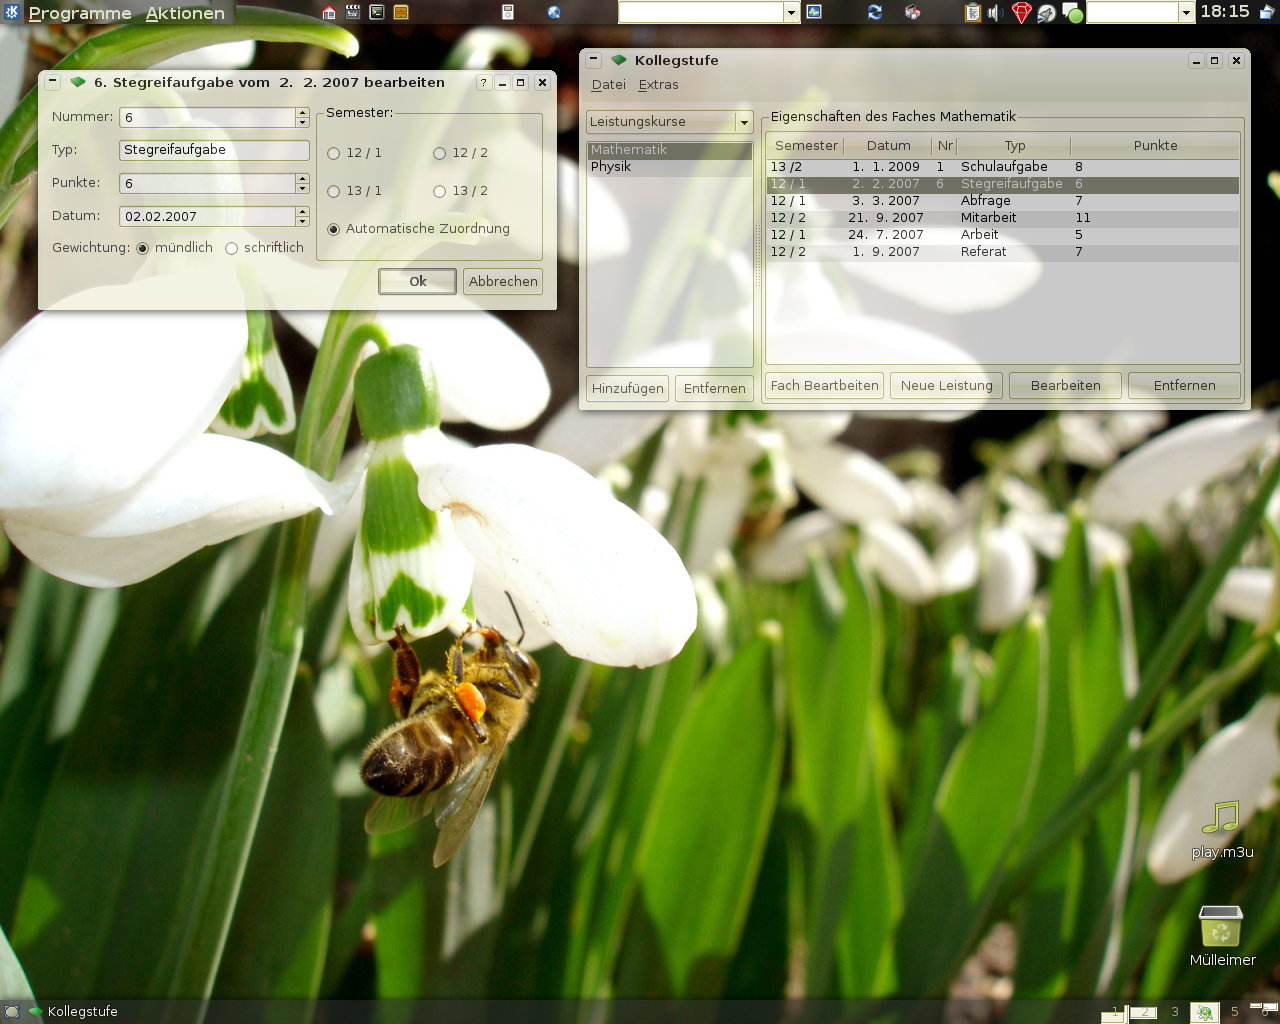 Programme Aktionen
18:15
6. Stegreifaufgabe vom  2.  2. 2007 bearbeiten
?
Nummer: 6
Typ: Stegreifaufgabe
Punkte: 6
Datum: 02.02.2007
Gewichtung: mündlich schriftlich
Semester:
12 / 1 12 / 2
13 / 1 13 / 2
Automatische Zuordnung
Ok Abbrechen
Kollegstufe
Datei Extras
Leistungskurse
Mathematik
Physik
Hinzufügen Entfernen
Eigenschaften des Faches Mathematik
Semester Datum Nr Typ Punkte
13 /2 1.  1. 2009 1 Schulaufgabe 8
12 / 1 2.  2. 2007 6 Stegreifaufgabe 6
12 / 1 3.  3. 2007 Abfrage 7
12 / 2 21.  9. 2007 Mitarbeit 11
12 / 1 24.  7. 2007 Arbeit 5
12 / 2 1.  9. 2007 Referat 7
Fach Beartbeiten Neue Leistung Bearbeiten Entfernen
play.m3u
Mülleimer
Kollegstufe
1 2 3 5 6